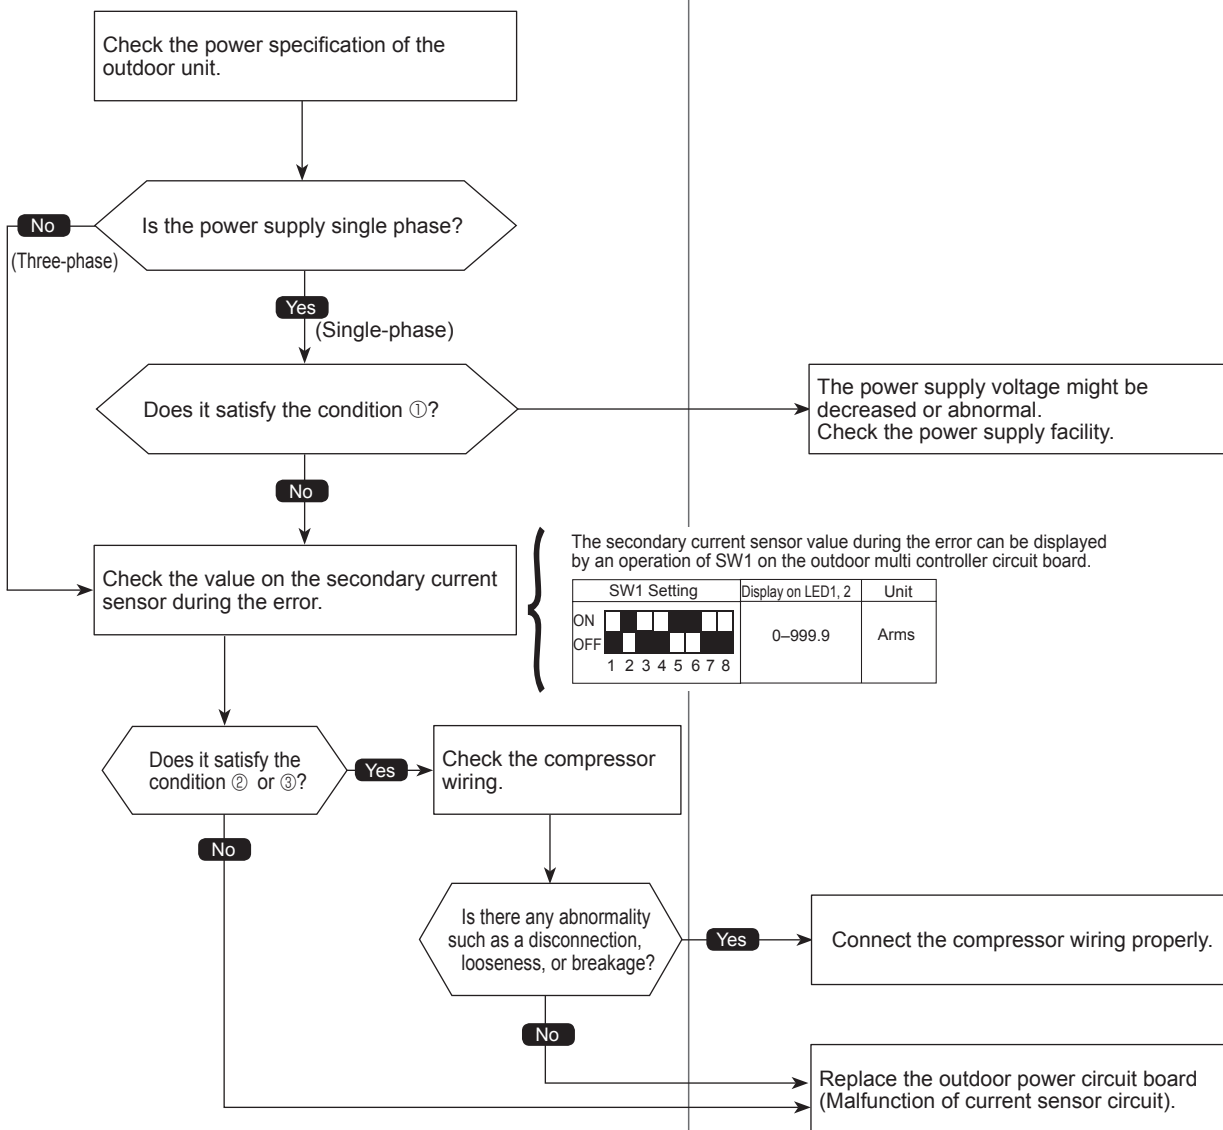 Check the power specification of the
outdoor unit.
Is the power supply single phase?
No
(Three-phase)
Yes
(Single-phase)
Does it satisfy the condition ①?
The power supply voltage might be
decreased or abnormal.
Check the power supply facility.
No
Check the value on the secondary current
sensor during the error.
The secondary current sensor value during the error can be displayed
by an operation of SW1 on the outdoor multi controller circuit board.
SW1 Setting
Display on LED1, 2
Unit
ON
OFF
1 2 3 4 5 6 7 8
0–999.9
Arms
Does it satisfy the
condition ② or ③?
Yes
Check the compressor
wiring.
No
Is there any abnormality
such as a disconnection,
looseness, or breakage?
Yes
Connect the compressor wiring properly.
No
Replace the outdoor power circuit board
(Malfunction of current sensor circuit).